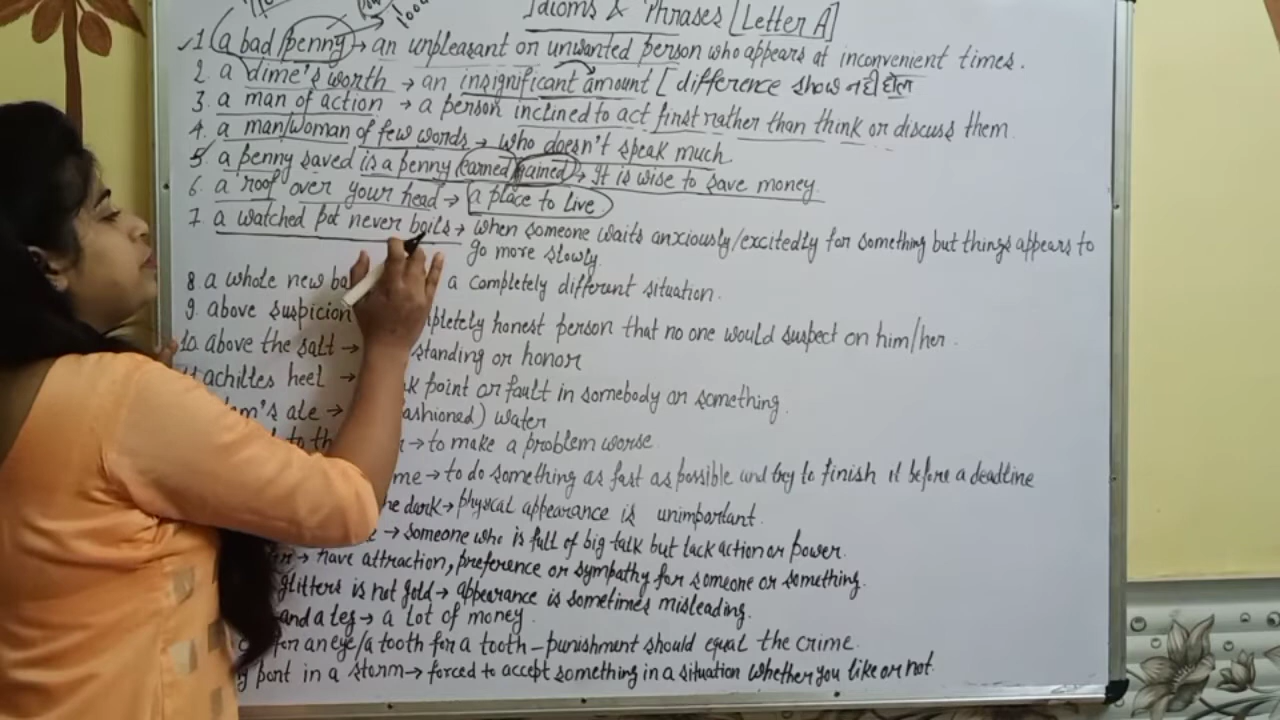 Idioms & Phrases [Letter A]
1. a bad penny → an unpleasant or unwanted person who appears at inconvenient times.
2. a dime's worth → an insignificant amount [difference show नहीं होता
3. a man of action → a person inclined to act first rather than think or discuss them.
4. a man/woman of few words → who doesn't speak much.
5. a penny saved is a penny earned/gained → It is wise to save money.
6. a roof over your head → a place to live
7. a watched pot never boils → when someone waits anxiously/excitedly for something but things appears to
go more slowly.
8. a whole new a completely different situation.
9. above suspicion honest person that no one would suspect on him/her.
10. above the salt → standing or honor
achilles heel → point or fault in somebody or something.
ale → fashioned) water
→ to make a problem worse
→ to do something as fast as possible and try to finish it before a deadline
dark → physical appearance is unimportant.
→ someone who is full of big talk but lack action or power.
→ have attraction, preference or sympathy for someone or something.
glitters is not gold → appearance is sometimes misleading.
and a leg → a lot of money.
for an eye/a tooth for a tooth - punishment should equal the crime.
port in a storm → forced to accept something in a situation whether you like or not.